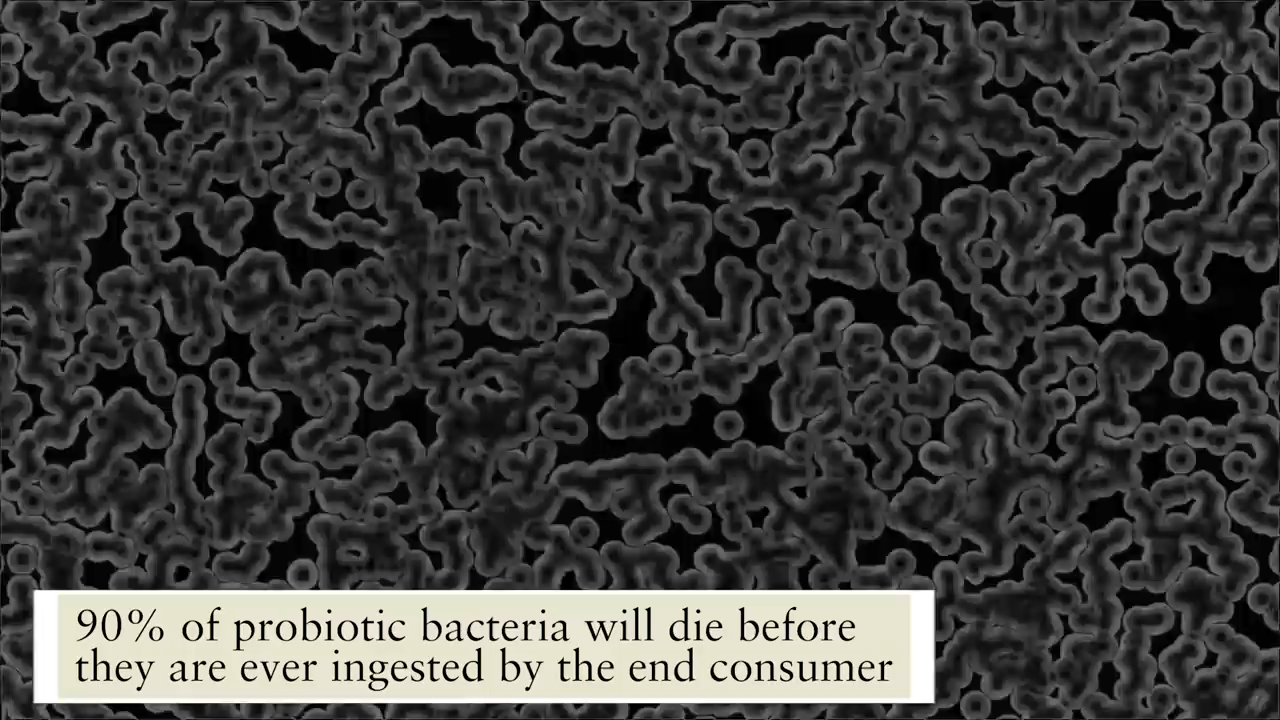 90% of probiotic bacteria will die before
they are ever ingested by the end consumer